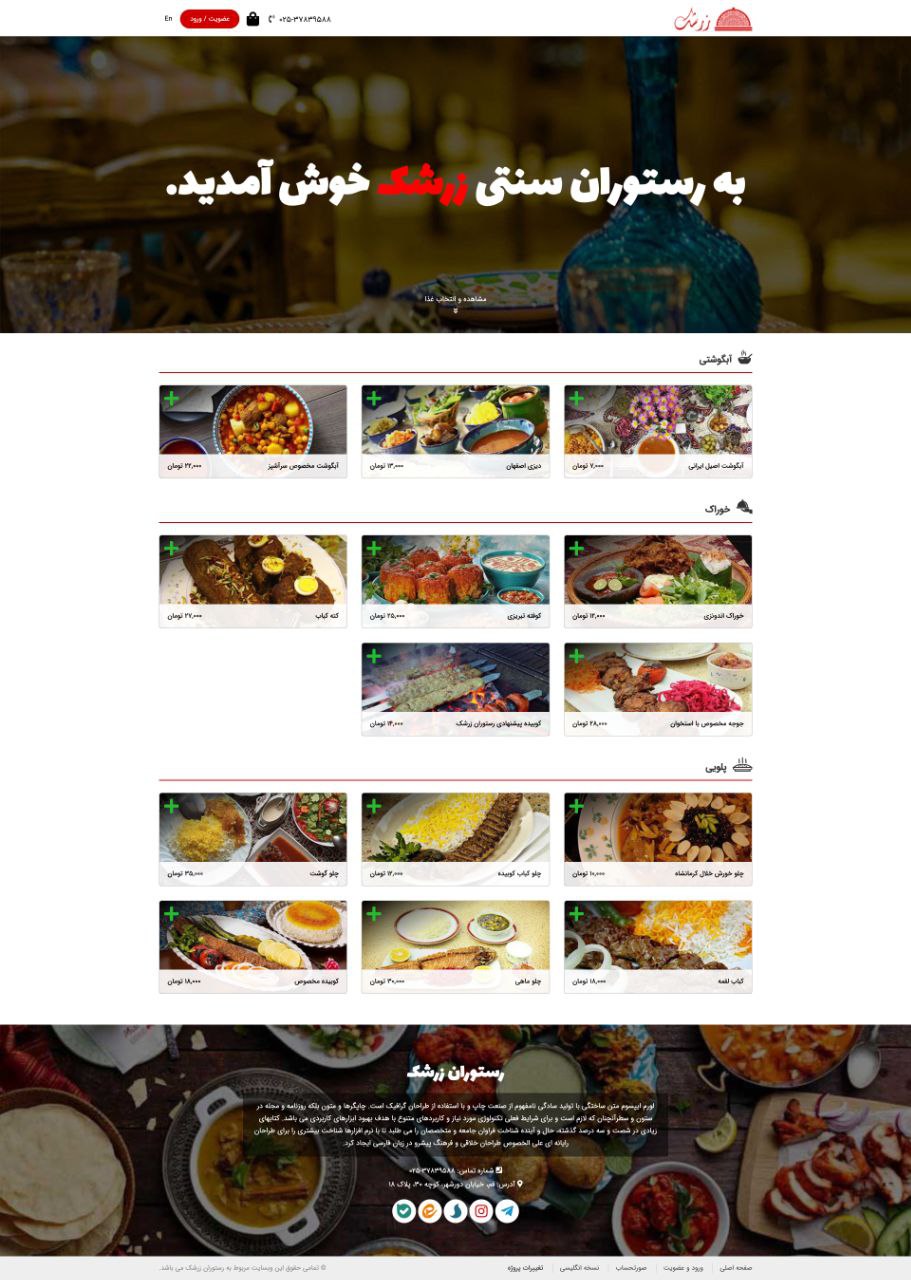 زرشک
۰۲۵-۳۷۸۳۹۵۸۸
عضویت / ورود
En
به رستوران سنتی زرشک خوش آمدید.
مشاهده و انتخاب غذا
آبگوشتی
آبگوشت اصیل ایرانی ۷,۰۰۰ تومان
دیزی اصفهان ۱۳,۰۰۰ تومان
آبگوشت مخصوص سرآشپز ۲۲,۰۰۰ تومان
خوراک
خوراک اندونزی ۱۲,۰۰۰ تومان
کوفته تبریزی ۲۵,۰۰۰ تومان
کته کباب ۲۷,۰۰۰ تومان
جوجه مخصوص با استخوان ۲۸,۰۰۰ تومان
کوبیده پیشنهادی رستوران زرشک ۱۴,۰۰۰ تومان
پلویی
چلو خورش خلال کرمانشاه ۱۰,۰۰۰ تومان
چلو کباب کوبیده ۱۲,۰۰۰ تومان
چلو گوشت ۳۵,۰۰۰ تومان
کباب لقمه ۱۸,۰۰۰ تومان
چلو ماهی ۳۰,۰۰۰ تومان
کوبیده مخصوص ۱۸,۰۰۰ تومان
رستوران زرشک
لورم ایپسوم متن ساختگی با تولید سادگی نامفهوم از صنعت چاپ و با استفاده از طراحان گرافیک است. چاپگرها و متون بلکه روزنامه و مجله در
ستون و سطرآنچنان که لازم است و برای شرایط فعلی تکنولوژی مورد نیاز و کاربردهای متنوع با هدف بهبود ابزارهای کاربردی می باشد. کتابهای
زیادی در شصت و سه درصد گذشته، حال و آینده شناخت فراوان جامعه و متخصصان را می طلبد تا با نرم افزارها شناخت بیشتری را برای طراحان
رایانه ای علی الخصوص طراحان خلاقی و فرهنگ پیشرو در زبان فارسی ایجاد کرد.
شماره تماس: ۰۲۵-۳۷۸۳۹۵۸۸
آدرس: قم، خیابان دورشهر، کوچه ۳۰، پلاک ۱۸
صفحه اصلی
ورود و عضویت
صورتحساب
نسخه انگلیسی
تغییرات پروژه
© تمامی حقوق این وبسایت مربوط به رستوران زرشک می باشد.